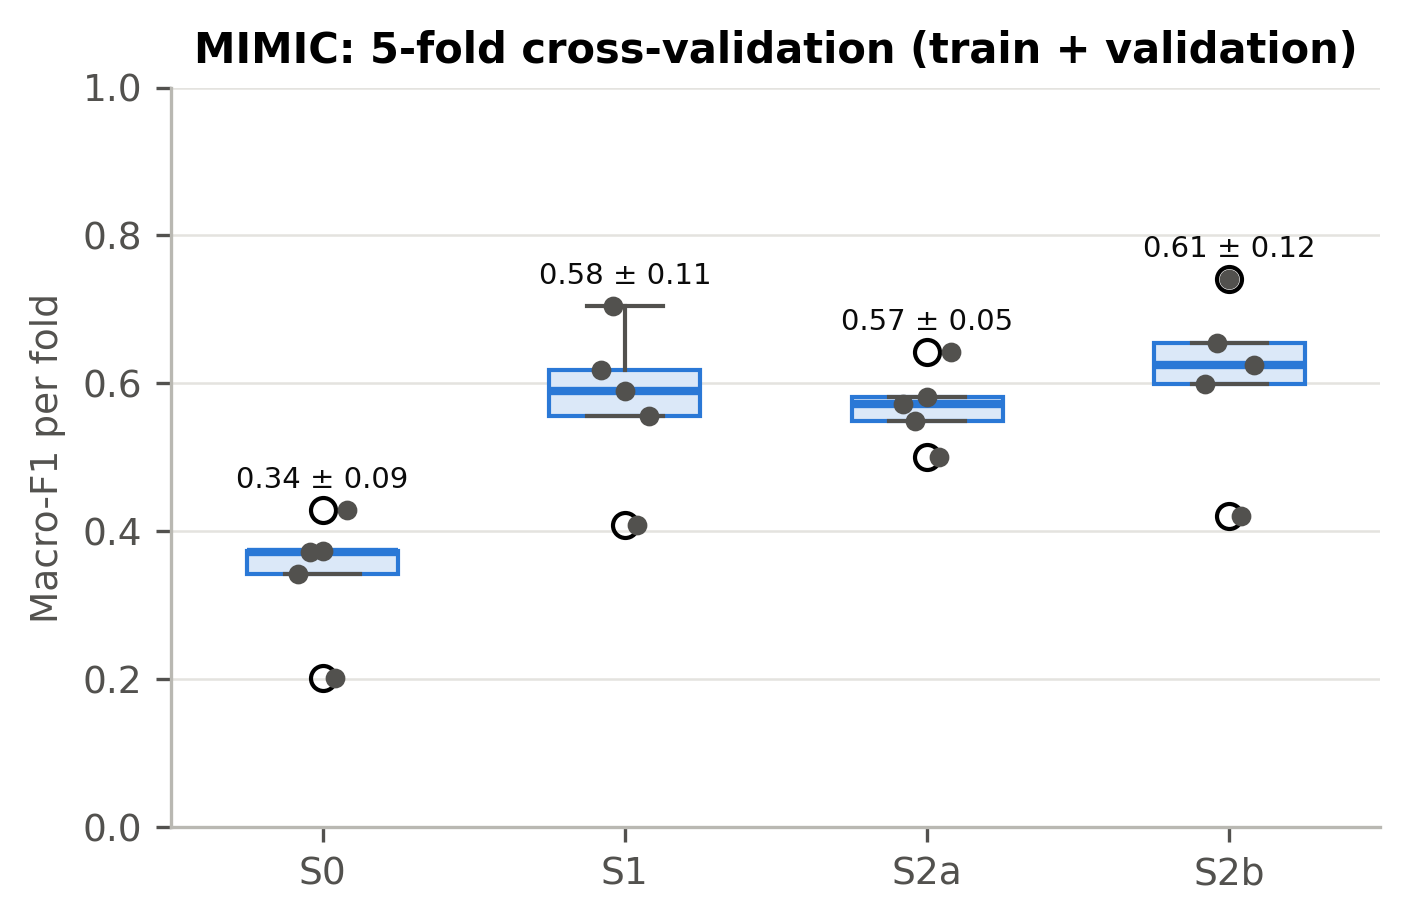 MIMIC: 5-fold cross-validation (train + validation)
Macro-F1 per fold
1.0
0.8
0.6
0.4
0.2
0.0
0.34 ± 0.09
0.58 ± 0.11
0.57 ± 0.05
0.61 ± 0.12
S0
S1
S2a
S2b